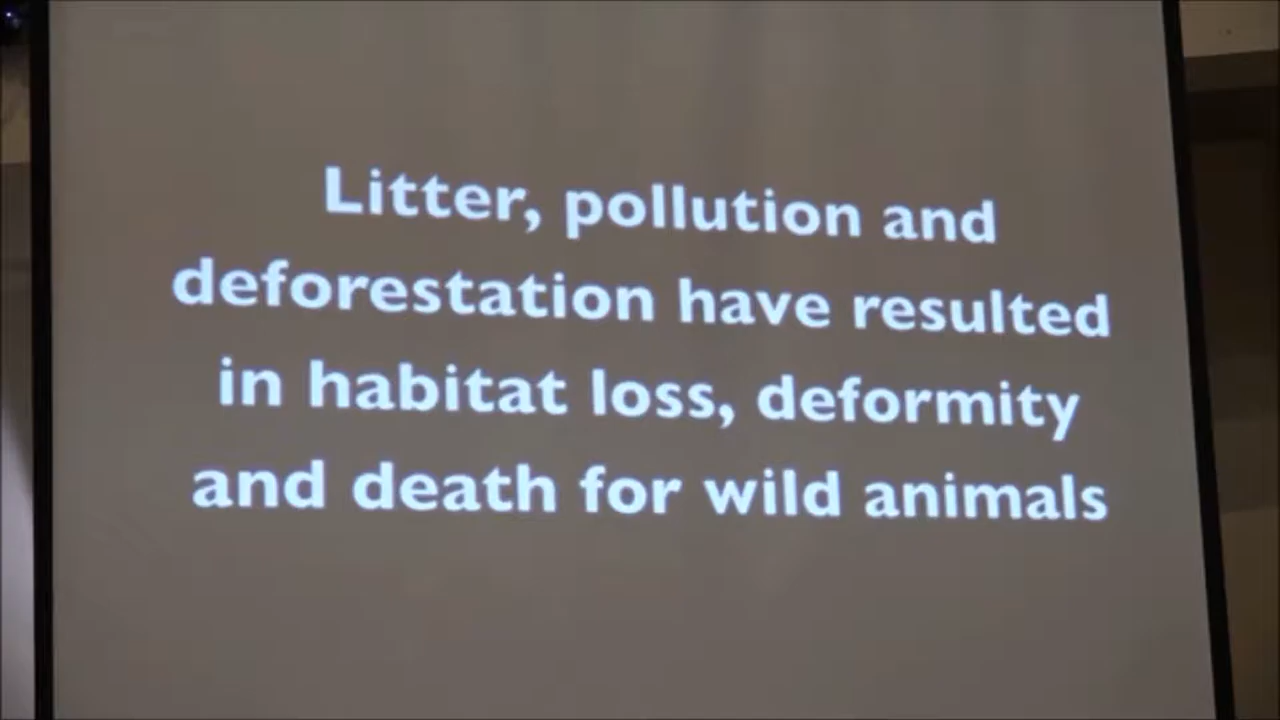 Litter, pollution and
deforestation have resulted
in habitat loss, deformity
and death for wild animals